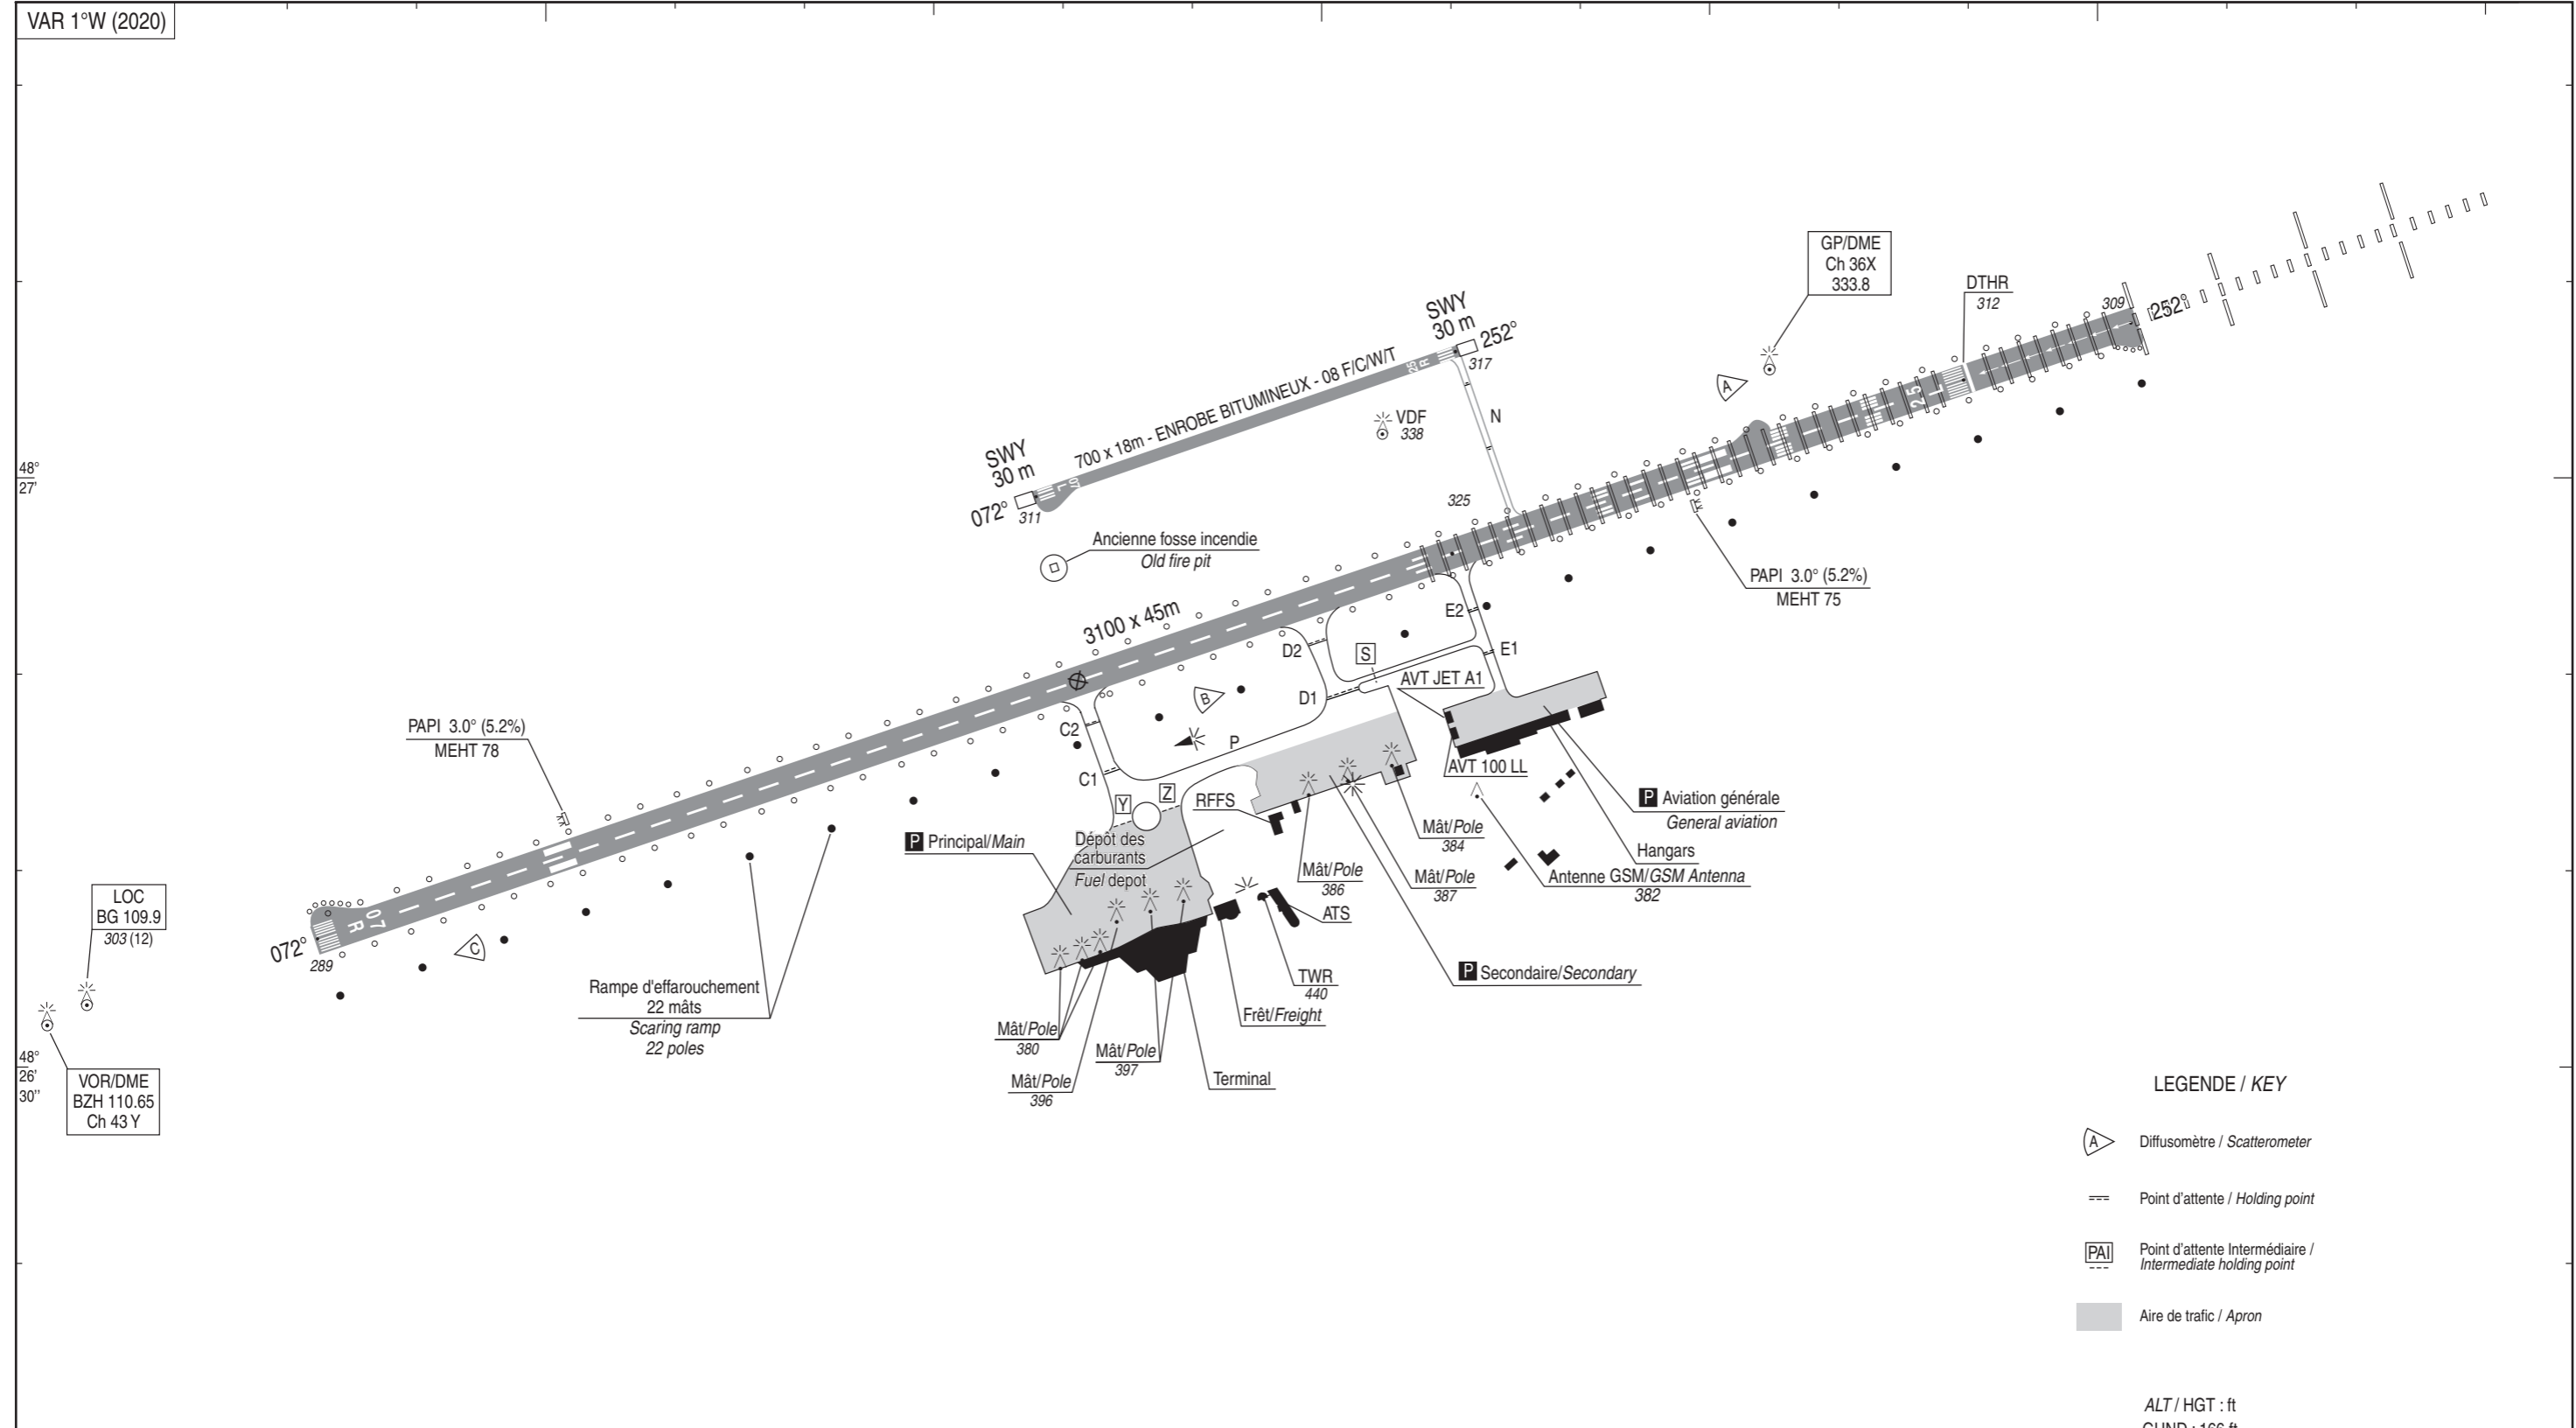 VAR 1°W (2020)
GP/DME
Ch 36X
333.8
DTHR
312
309
252°
SWY
30 m
252°
317
700 x 18m - ENROBE BITUMINEUX - 08 F/C/W/T
25
R
VDF
338
N
A
25
L
SWY
30 m
072°
311
L
07
48°
27'
325
Ancienne fosse incendie
Old fire pit
PAPI 3.0° (5.2%)
MEHT 75
3100 x 45m
E2
D2
S
E1
AVT JET A1
D1
B
C2
P
PAPI 3.0° (5.2%)
MEHT 78
C1
AVT 100 LL
Y
Z
RFFS
P Aviation générale
General aviation
Mât/Pole
384
P Principal/Main
Dépôt des
carburants
Fuel depot
Hangars
Mât/Pole
386
Mât/Pole
387
Antenne GSM/GSM Antenna
382
ATS
LOC
BG 109.9
303 (12)
07
R
072°
289
C
P Secondaire/Secondary
TWR
440
Rampe d'effarouchement
22 mâts
Scaring ramp
22 poles
Frêt/Freight
Mât/Pole
380
Mât/Pole
397
Mât/Pole
396
Terminal
48°
26'
30''
VOR/DME
BZH 110.65
Ch 43 Y
LEGENDE / KEY
A Diffusomètre / Scatterometer
Point d'attente / Holding point
PAI Point d'attente Intermédiaire /
Intermediate holding point
Aire de trafic / Apron
ALT / HGT : ft
GUND : 166 ft